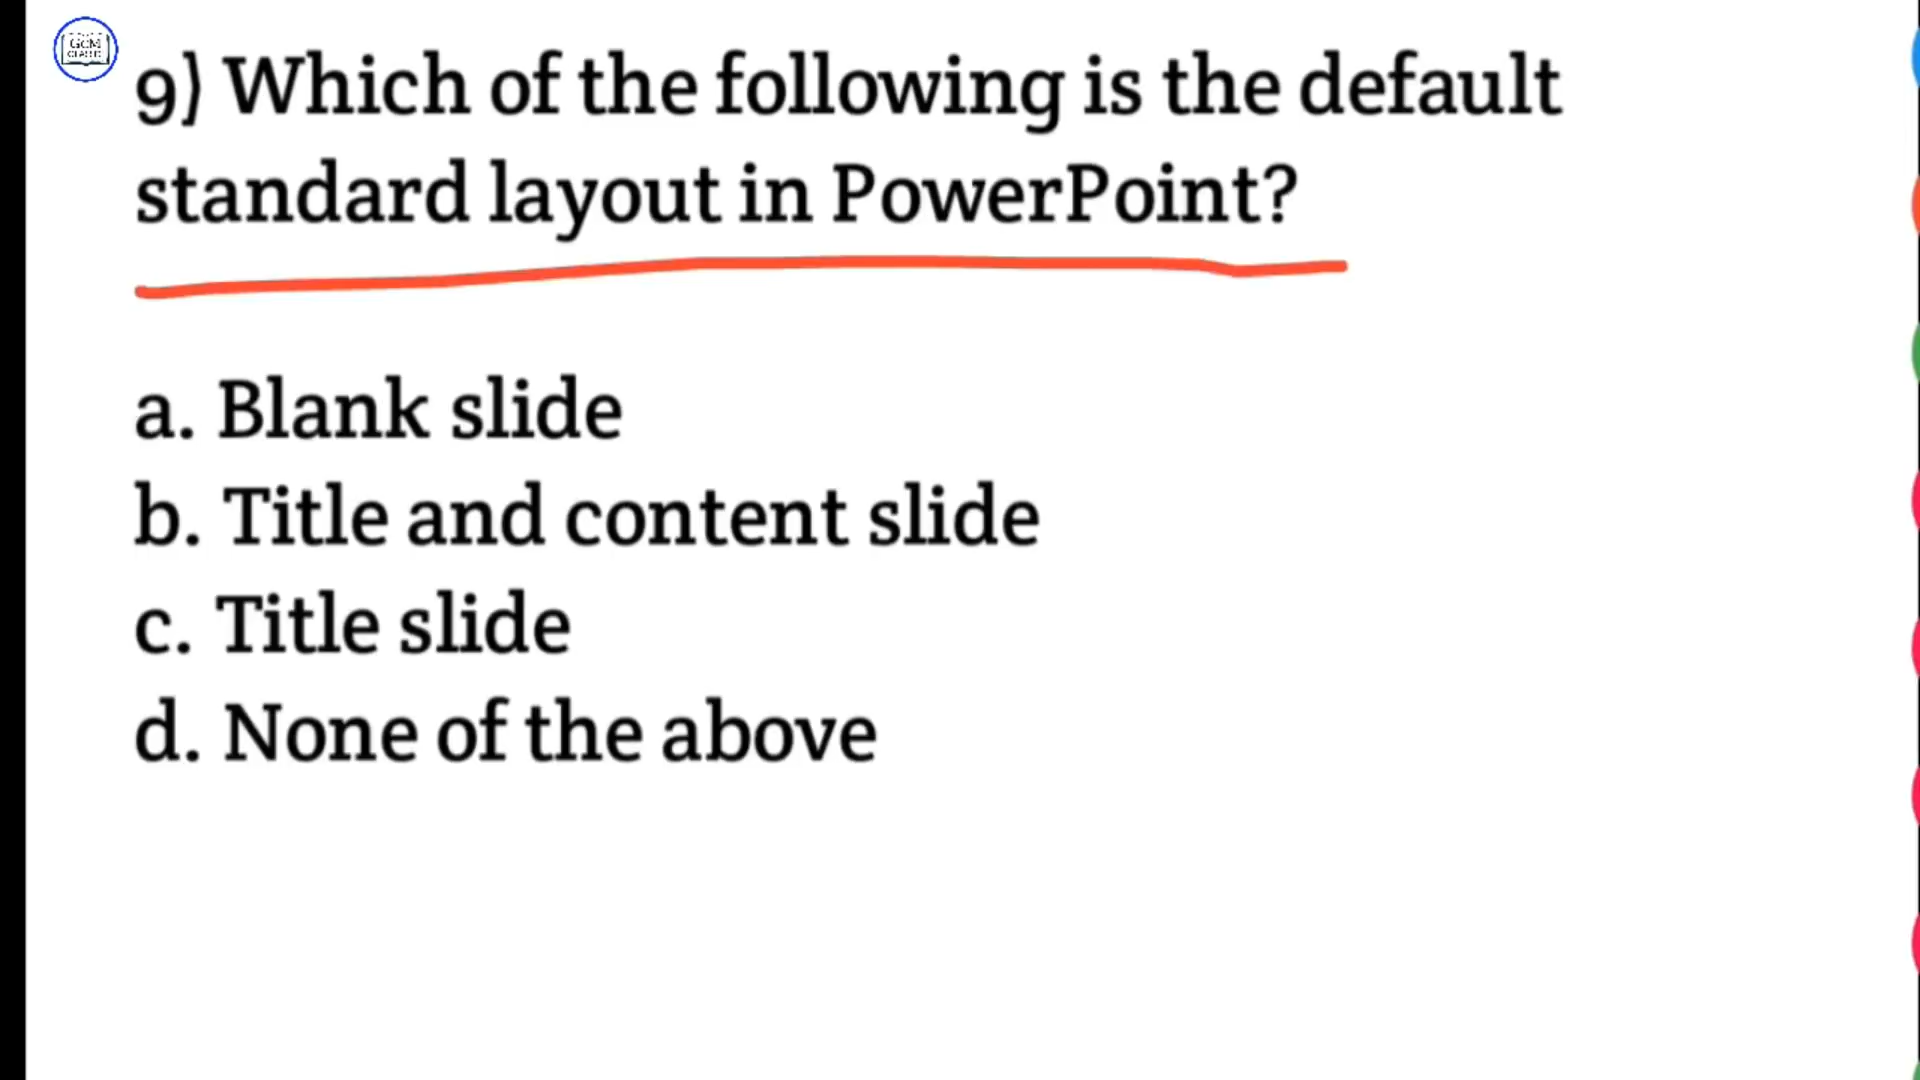 GCM
9) Which of the following is the default
standard layout in PowerPoint?
a. Blank slide
b. Title and content slide
c. Title slide
d. None of the above